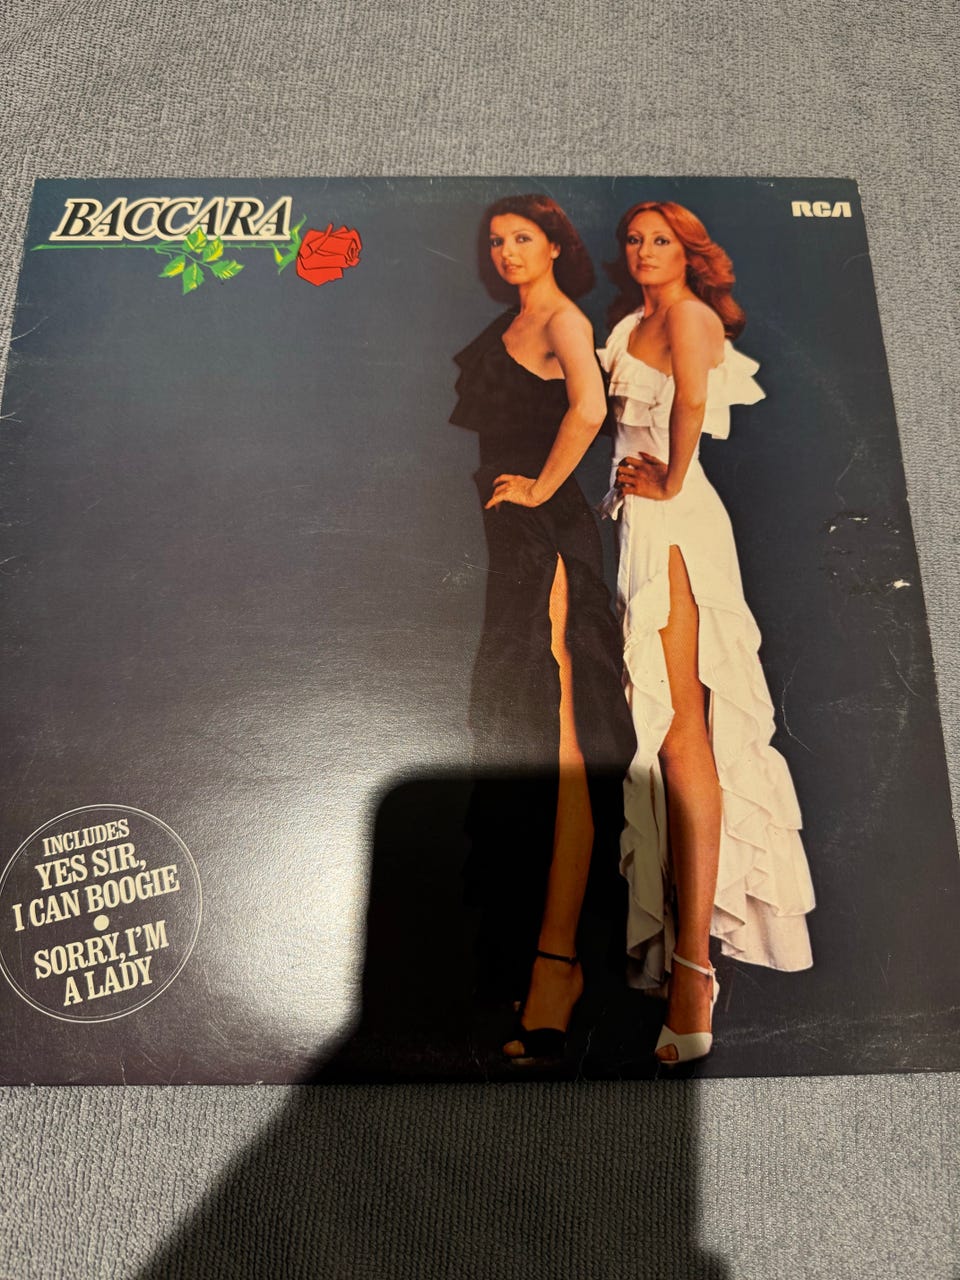 BACCARA
RCA
INCLUDES
YES SIR,
I CAN BOOGIE
●
SORRY, I'M
A LADY